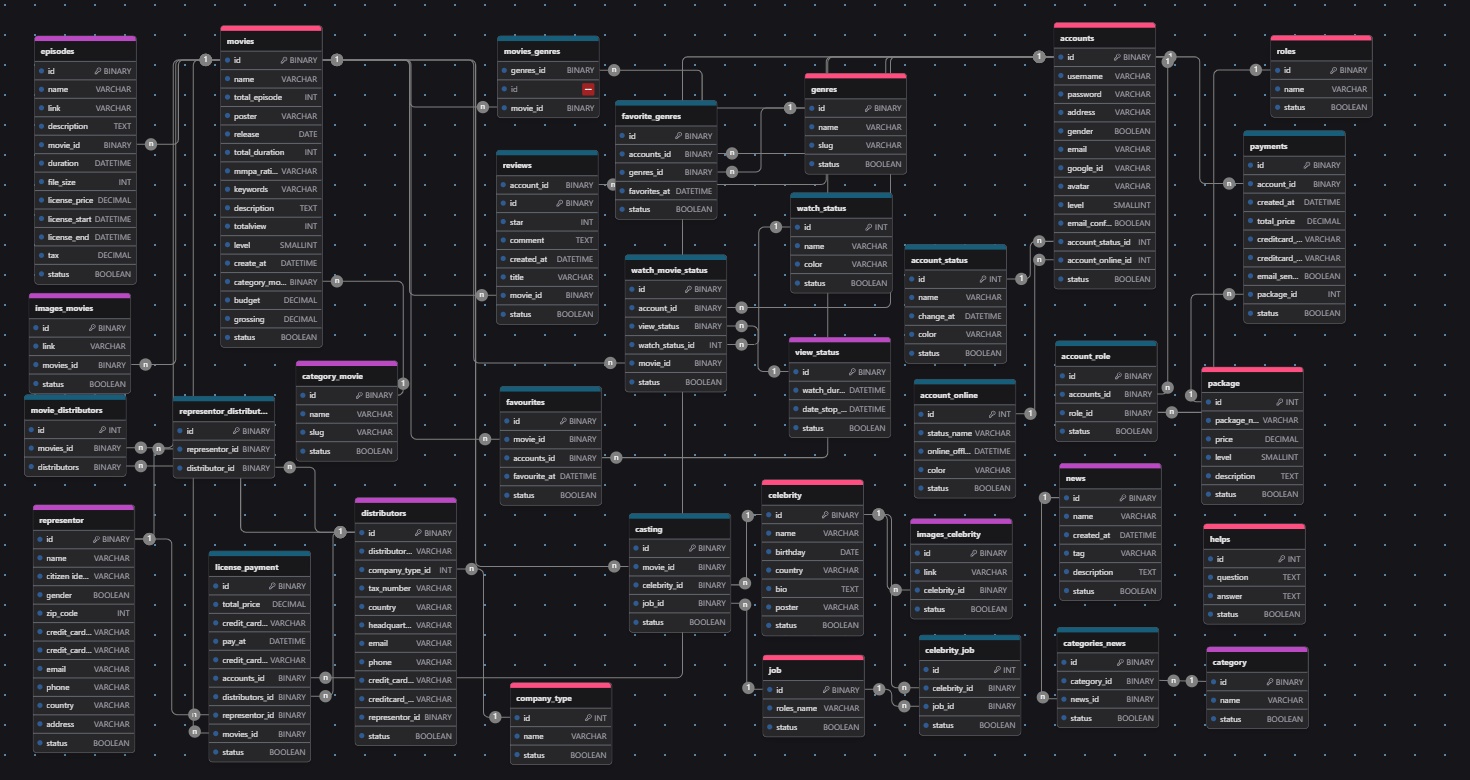 episodes
id BINARY
name VARCHAR
link VARCHAR
description TEXT
movie_id BINARY
duration DATETIME
file_size INT
license_price DECIMAL
license_start DATETIME
license_end DATETIME
tax DECIMAL
status BOOLEAN
images_movies
id BINARY
link VARCHAR
movies_id BINARY
status BOOLEAN
movie_distributors
id INT
movies_id BINARY
distributors BINARY
representor
id BINARY
name VARCHAR
citizen ide... VARCHAR
gender BOOLEAN
zip_code INT
credit_card... VARCHAR
credit_card... VARCHAR
email VARCHAR
phone VARCHAR
country VARCHAR
address VARCHAR
status BOOLEAN
movies
id BINARY
name VARCHAR
total_episode INT
poster VARCHAR
release DATE
total_duration INT
mmpa_rati... VARCHAR
keywords VARCHAR
description TEXT
totalview INT
level SMALLINT
create_at DATETIME
category_mo... BINARY
budget DECIMAL
grossing DECIMAL
status BOOLEAN
category_movie
id BINARY
name VARCHAR
slug VARCHAR
status BOOLEAN
representor_distribut...
id BINARY
representor_id BINARY
distributor_id BINARY
license_payment
id BINARY
total_price DECIMAL
credit_card... VARCHAR
pay_at DATETIME
credit_card... VARCHAR
accounts_id BINARY
distributors_id BINARY
representor_id BINARY
movies_id BINARY
status BOOLEAN
distributors
id BINARY
distributor... VARCHAR
company_type_id INT
tax_number VARCHAR
country VARCHAR
headquart... VARCHAR
email VARCHAR
phone VARCHAR
credit_card... VARCHAR
creditcard_... VARCHAR
representor_id BINARY
status BOOLEAN
movies_genres
genres_id BINARY
id
movie_id BINARY
reviews
account_id BINARY
id BINARY
star INT
comment TEXT
created_at DATETIME
title VARCHAR
movie_id BINARY
status BOOLEAN
favourites
id BINARY
movie_id BINARY
accounts_id BINARY
favourite_at DATETIME
status BOOLEAN
company_type
id INT
name VARCHAR
status BOOLEAN
favorite_genres
id BINARY
accounts_id BINARY
genres_id BINARY
favorites_at DATETIME
status BOOLEAN
watch_movie_status
id BINARY
account_id BINARY
view_status BINARY
watch_status_id INT
movie_id BINARY
status BOOLEAN
casting
id BINARY
movie_id BINARY
celebrity_id BINARY
job_id BINARY
status BOOLEAN
genres
id BINARY
name VARCHAR
slug VARCHAR
status BOOLEAN
watch_status
id INT
name VARCHAR
color VARCHAR
status BOOLEAN
view_status
id BINARY
watch_dur... DATETIME
date_stop_... DATETIME
status BOOLEAN
celebrity
id BINARY
name VARCHAR
birthday DATE
country VARCHAR
bio TEXT
poster VARCHAR
status BOOLEAN
job
id BINARY
roles_name VARCHAR
status BOOLEAN
account_status
id INT
name VARCHAR
change_at DATETIME
color VARCHAR
status BOOLEAN
account_online
id INT
status_name VARCHAR
online_offl... DATETIME
color VARCHAR
status BOOLEAN
images_celebrity
id BINARY
link VARCHAR
celebrity_id BINARY
status BOOLEAN
celebrity_job
id INT
celebrity_id BINARY
job_id BINARY
status BOOLEAN
accounts
id BINARY
username VARCHAR
password VARCHAR
address VARCHAR
gender BOOLEAN
email VARCHAR
google_id VARCHAR
avatar VARCHAR
level SMALLINT
email_conf... BOOLEAN
account_status_id INT
account_online_id INT
status BOOLEAN
account_role
id BINARY
accounts_id BINARY
role_id BINARY
status BOOLEAN
news
id BINARY
name VARCHAR
created_at DATETIME
tag VARCHAR
description TEXT
status BOOLEAN
categories_news
id BINARY
category_id BINARY
news_id BINARY
status BOOLEAN
roles
id BINARY
name VARCHAR
status BOOLEAN
payments
id BINARY
account_id BINARY
created_at DATETIME
total_price DECIMAL
creditcard_... VARCHAR
creditcard_... VARCHAR
email_sen... BOOLEAN
package_id INT
status BOOLEAN
package
id INT
package_n... VARCHAR
price DECIMAL
level SMALLINT
description TEXT
status BOOLEAN
helps
id INT
question TEXT
answer TEXT
status BOOLEAN
category
id BINARY
name VARCHAR
status BOOLEAN